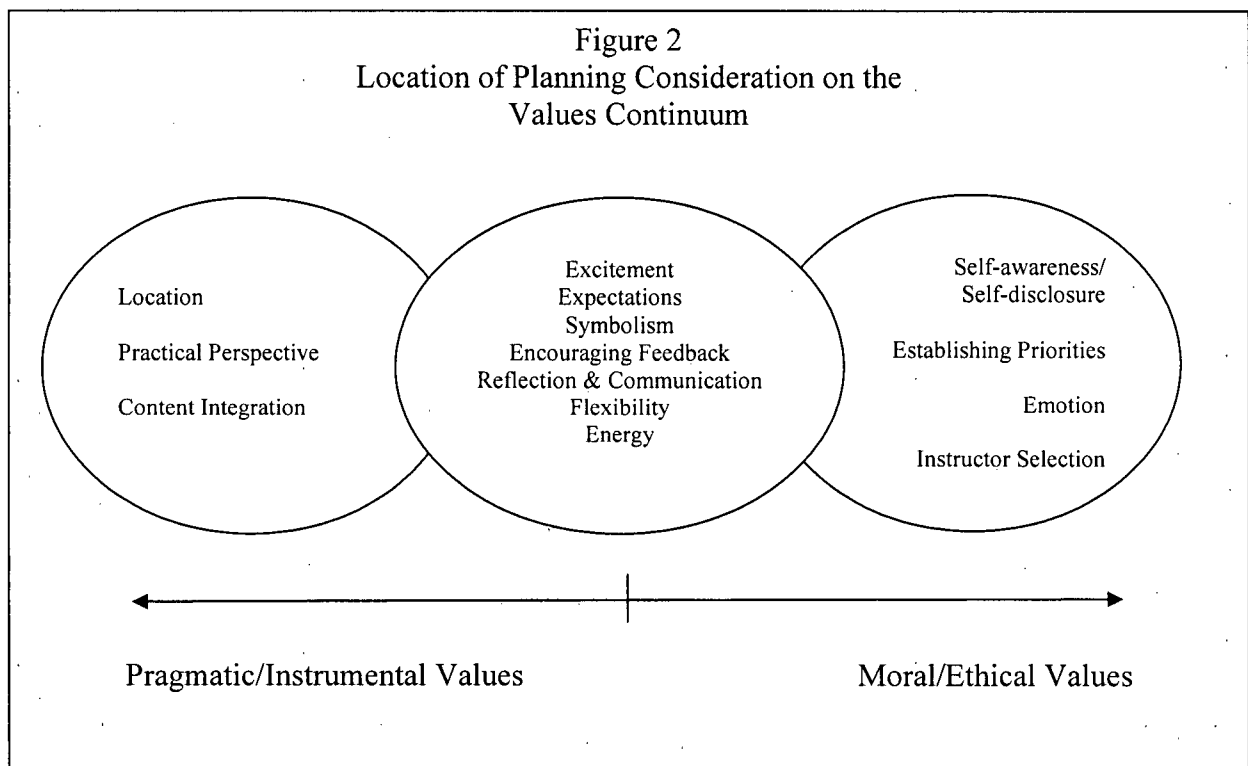 Figure 2
Location of Planning Consideration on the
Values Continuum
Location
Practical Perspective
Content Integration
Excitement
Expectations
Symbolism
Encouraging Feedback
Reflection & Communication
Flexibility
Energy
Self-awareness/
Self-disclosure
Establishing Priorities
Emotion
Instructor Selection
Pragmatic/Instrumental Values
Moral/Ethical Values